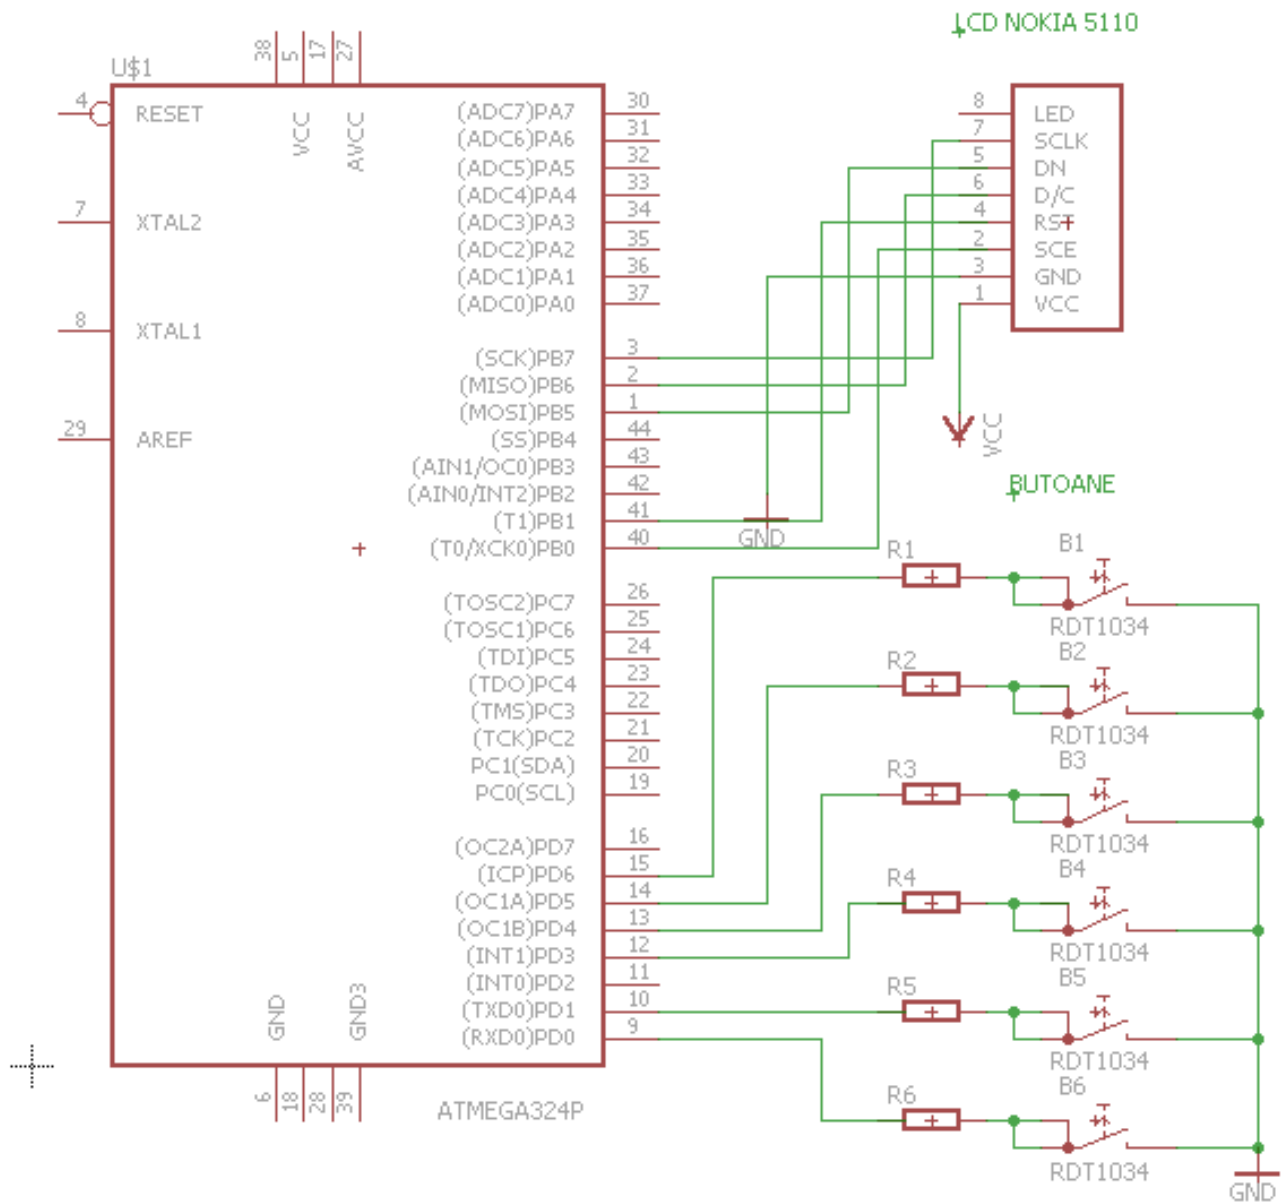 LCD NOKIA 5110
U$1
38
5
17
27
4
RESET
VCC
AVCC
7
XTAL2
8
XTAL1
29
AREF
(ADC7)PA7 30
(ADC6)PA6 31
(ADC5)PA5 32
(ADC4)PA4 33
(ADC3)PA3 34
(ADC2)PA2 35
(ADC1)PA1 36
(ADC0)PA0 37
(SCK)PB7 3
(MISO)PB6 2
(MOSI)PB5 1
(SS)PB4 44
(AIN1/OC0)PB3 43
(AIN0/INT2)PB2 42
(T1)PB1 41
(T0/XCK0)PB0 40
(TOSC2)PC7 26
(TOSC1)PC6 25
(TDI)PC5 24
(TDO)PC4 23
(TMS)PC3 22
(TCK)PC2 21
PC1(SDA) 20
PC0(SCL) 19
(OC2A)PD7 16
(ICP)PD6 15
(OC1A)PD5 14
(OC1B)PD4 13
(INT1)PD3 12
(INT0)PD2 11
(TXD0)PD1 10
(RXD0)PD0 9
GND
GND3
6
18
28
39
ATMEGA324P
8 LED
7 SCLK
5 DN
6 D/C
4 RST
2 SCE
3 GND
1 VCC
VCC
GND
BUTOANE
R1
B1
RDT1034
R2
B2
RDT1034
R3
B3
RDT1034
R4
B4
RDT1034
R5
B5
RDT1034
R6
B6
RDT1034
GND